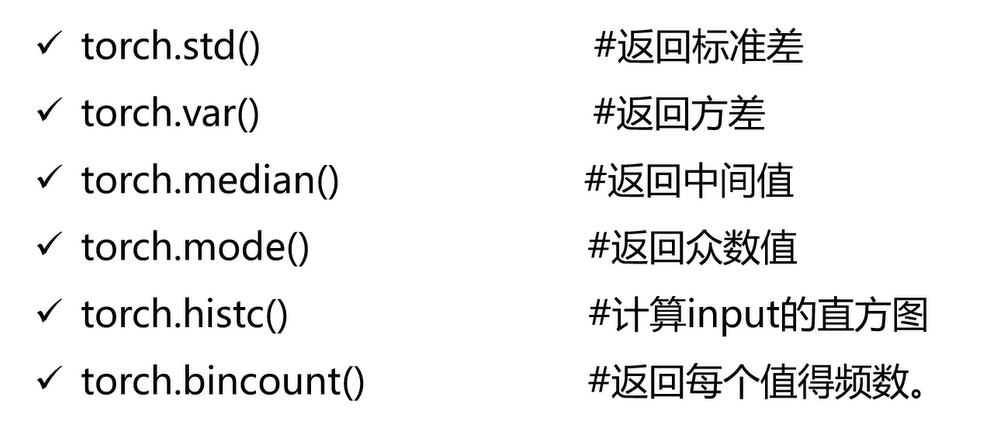 ✓ torch.std() #返回标准差
✓ torch.var() #返回方差
✓ torch.median() #返回中间值
✓ torch.mode() #返回众数值
✓ torch.histc() #计算input的直方图
✓ torch.bincount() #返回每个值得频数。